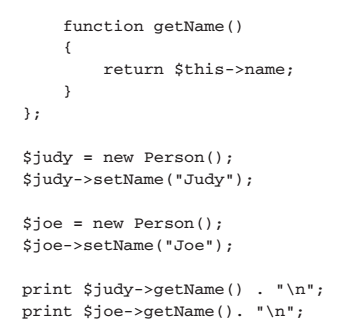 function getName()
{
return $this->name;
}
};
$judy = new Person();
$judy->setName("Judy");
$joe = new Person();
$joe->setName("Joe");
print $judy->getName() . "\n";
print $joe->getName(). "\n";